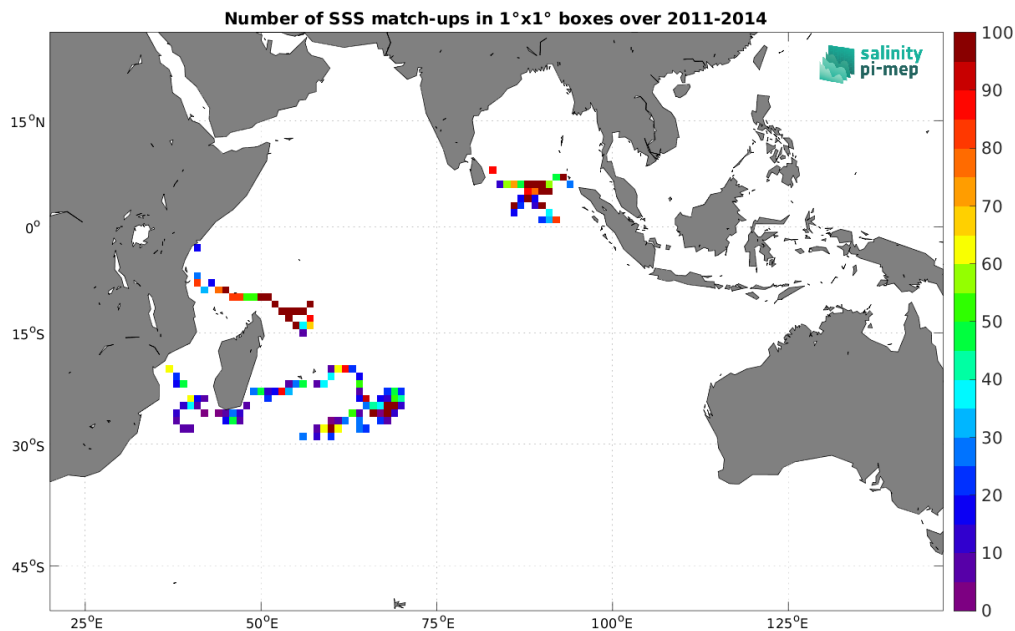 Number of SSS match-ups in 1°x1° boxes over 2011-2014
salinity
pi-mep
15°N
0°
15°S
30°S
45°S
25°E
50°E
75°E
100°E
125°E
100
90
80
70
60
50
40
30
20
10
0